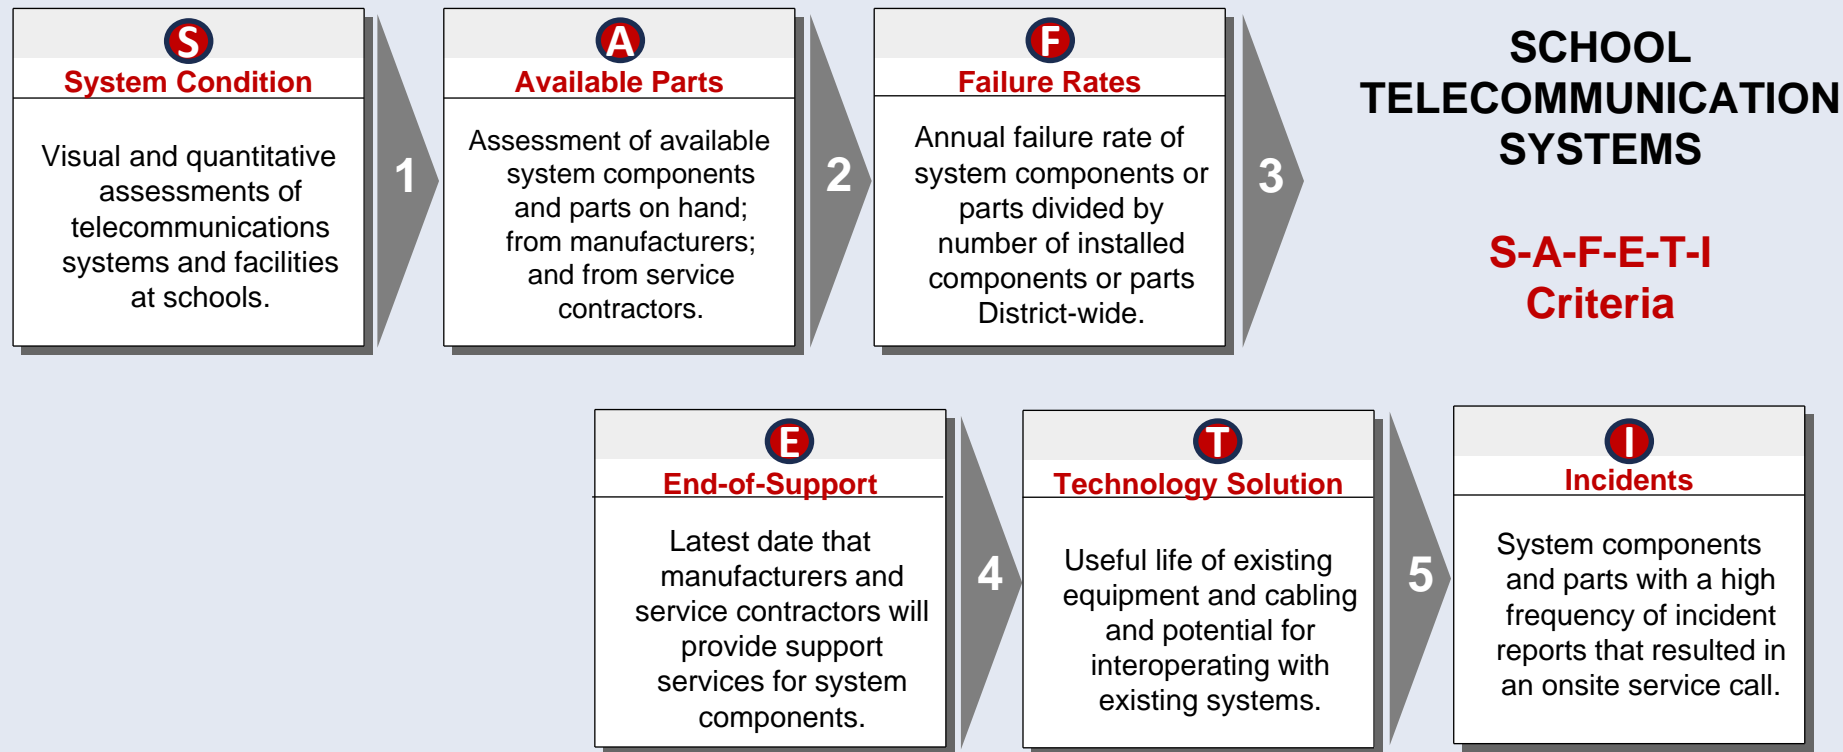 S
System Condition
Visual and quantitative
assessments of
telecommunications
systems and facilities
at schools.
1
A
Available Parts
Assessment of available
system components
and parts on hand;
from manufacturers;
and from service
contractors.
2
F
Failure Rates
Annual failure rate of
system components or
parts divided by
number of installed
components or parts
District-wide.
3
SCHOOL
TELECOMMUNICATION
SYSTEMS
S-A-F-E-T-I
Criteria
E
End-of-Support
Latest date that
manufacturers and
service contractors will
provide support
services for system
components.
4
T
Technology Solution
Useful life of existing
equipment and cabling
and potential for
interoperating with
existing systems.
5
I
Incidents
System components
and parts with a high
frequency of incident
reports that resulted in
an onsite service call.